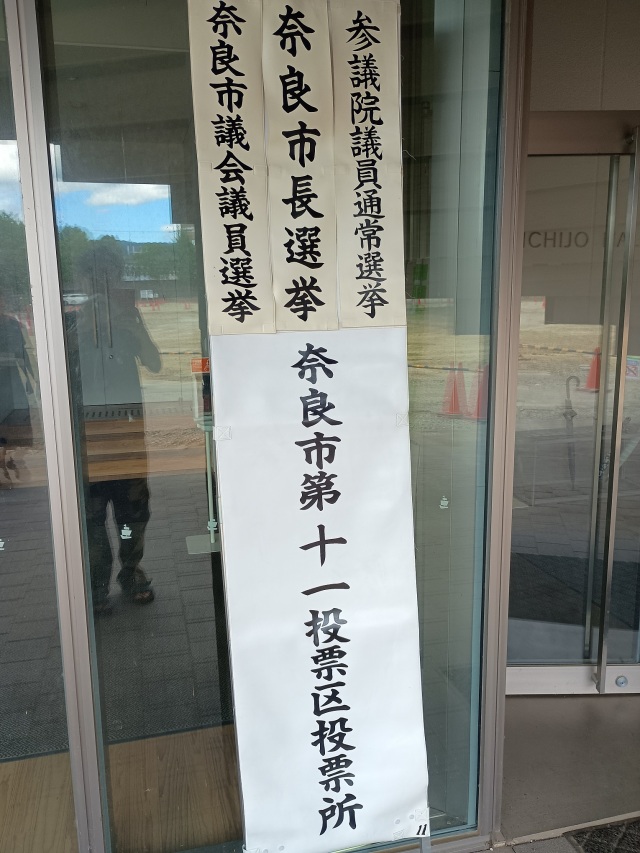 参議院議員通常選挙
奈良市長選挙
奈良市議会議員選挙
奈良市第十一投票区投票所
11